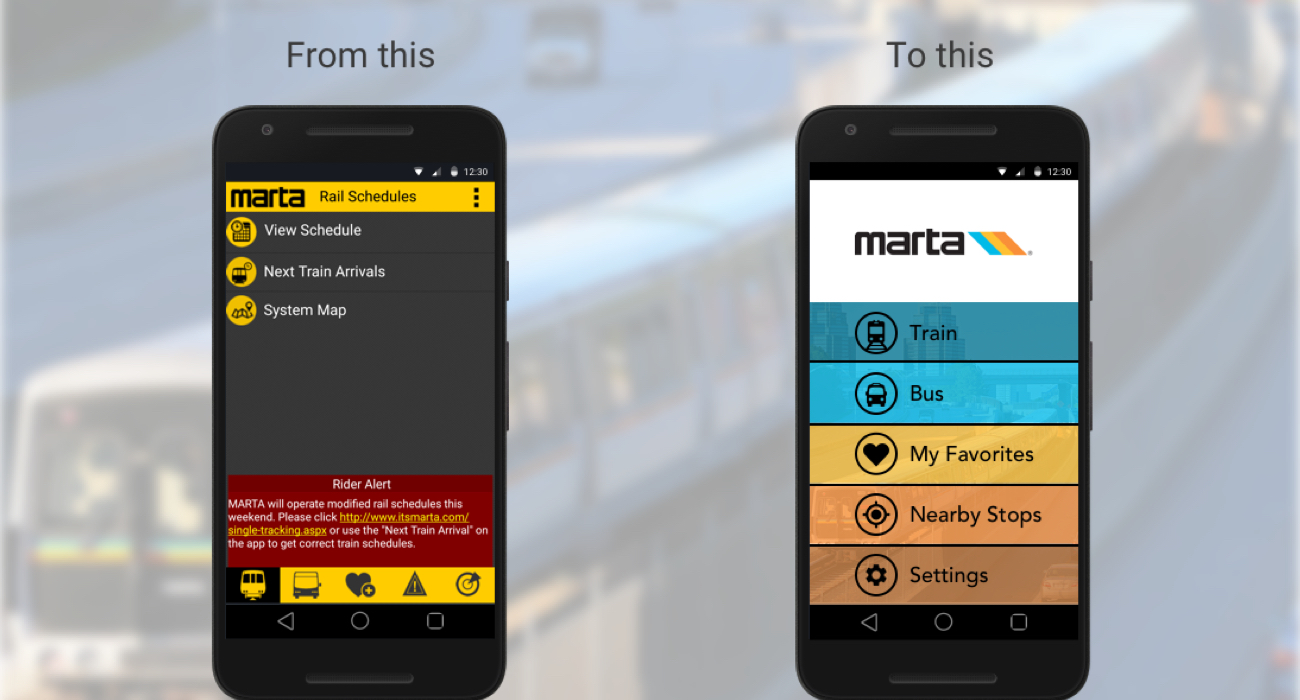 From this
To this
12:30
marta Rail Schedules
View Schedule
Next Train Arrivals
System Map
Rider Alert
MARTA will operate modified rail schedules this
weekend. Please click http://www.itsmarta.com/
single-tracking.aspx or use the "Next Train Arrival" on
the app to get correct train schedules.
12:30
marta
Train
Bus
My Favorites
Nearby Stops
Settings